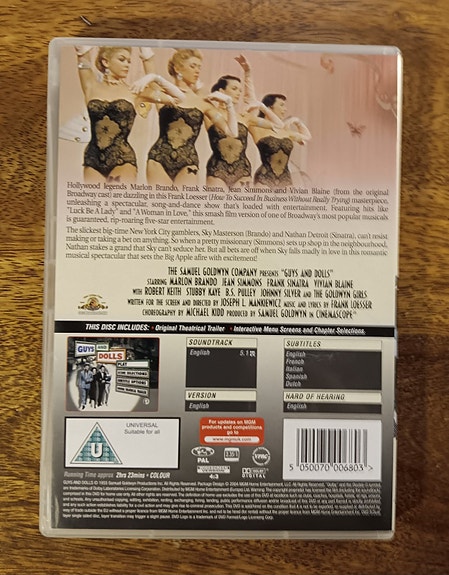 Hollywood legends Marlon Brando, Frank Sinatra, Jean Simmons and Vivian Blaine (from the original
Broadway cast) are dazzling in this Frank Loesser (How To Succeed In Business Without Really Trying) masterpiece,
unleashing a spectacular, song-and-dance show that's loaded with entertainment. Featuring hits like
"Luck Be A Lady" and "A Woman in Love," this smash film version of one of Broadway's most popular musicals
is guaranteed, rip-roaring five-star entertainment.
The slickest big-time New York City gamblers, Sky Masterson (Brando) and Nathan Detroit (Sinatra), can't resist
making or taking a bet on anything. So when a pretty missionary (Simmons) sets up shop in the neighbourhood,
Nathan stakes a grand that Sky can't seduce her. But all bets are off when Sky falls madly in love in this romantic
musical spectacular that sets the Big Apple afire with excitement!
THE SAMUEL GOLDWYN COMPANY PRESENTS "GUYS AND DOLLS"
STARRING MARLON BRANDO JEAN SIMMONS FRANK SINATRA VIVIAN BLAINE
WITH ROBERT KEITH STUBBY KAYE B.S. PULLEY JOHNNY SILVER AND THE GOLDWYN GIRLS
WRITTEN FOR THE SCREEN AND DIRECTED BY JOSEPH L. MANKIEWICZ MUSIC AND LYRICS BY FRANK LOESSER
CHOREOGRAPHY BY MICHAEL KIDD PRODUCED BY SAMUEL GOLDWYN IN CINEMASCOPE
THIS DISC INCLUDES: • Original Theatrical Trailer • Interactive Menu Screens and Chapter Selections.
GUYS AND DOLLS
PLAY
SOUNDTRACK
English 5.1
VERSION
English
SUBTITLES
English
French
Italian
Spanish
Dutch
HARD OF HEARING
English
U
UNIVERSAL
Suitable for all
For updates on MGM
products and competitions
go to
www.mgmuk.com
PAL
4:3
DOLBY
DIGITAL
5 050070 006803
Running Time approx 2hrs 23mins • COLOUR